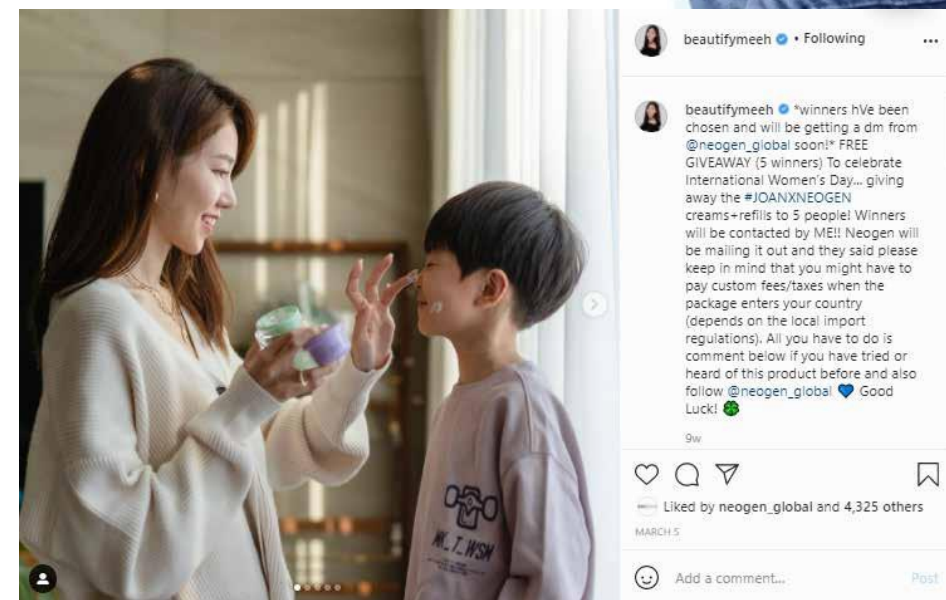 beautifymeeh • Following
beautifymeeh *winners hVe been
chosen and will be getting a dm from
@neogen_global soon!* FREE
GIVEAWAY (5 winners) To celebrate
International Women's Day... giving
away the #JOANXNEOGEN
creams+refills to 5 people! Winners
will be contacted by ME!! Neogen will
be mailing it out and they said please
keep in mind that you might have to
pay custom fees/taxes when the
package enters your country
(depends on the local import
regulations). All you have to do is
comment below if you have tried or
heard of this product before and also
follow @neogen_global 💙 Good
Luck! 🍀
9w
Liked by neogen_global and 4,325 others
MARCH 5
Add a comment...
Post
NK_T_WSM